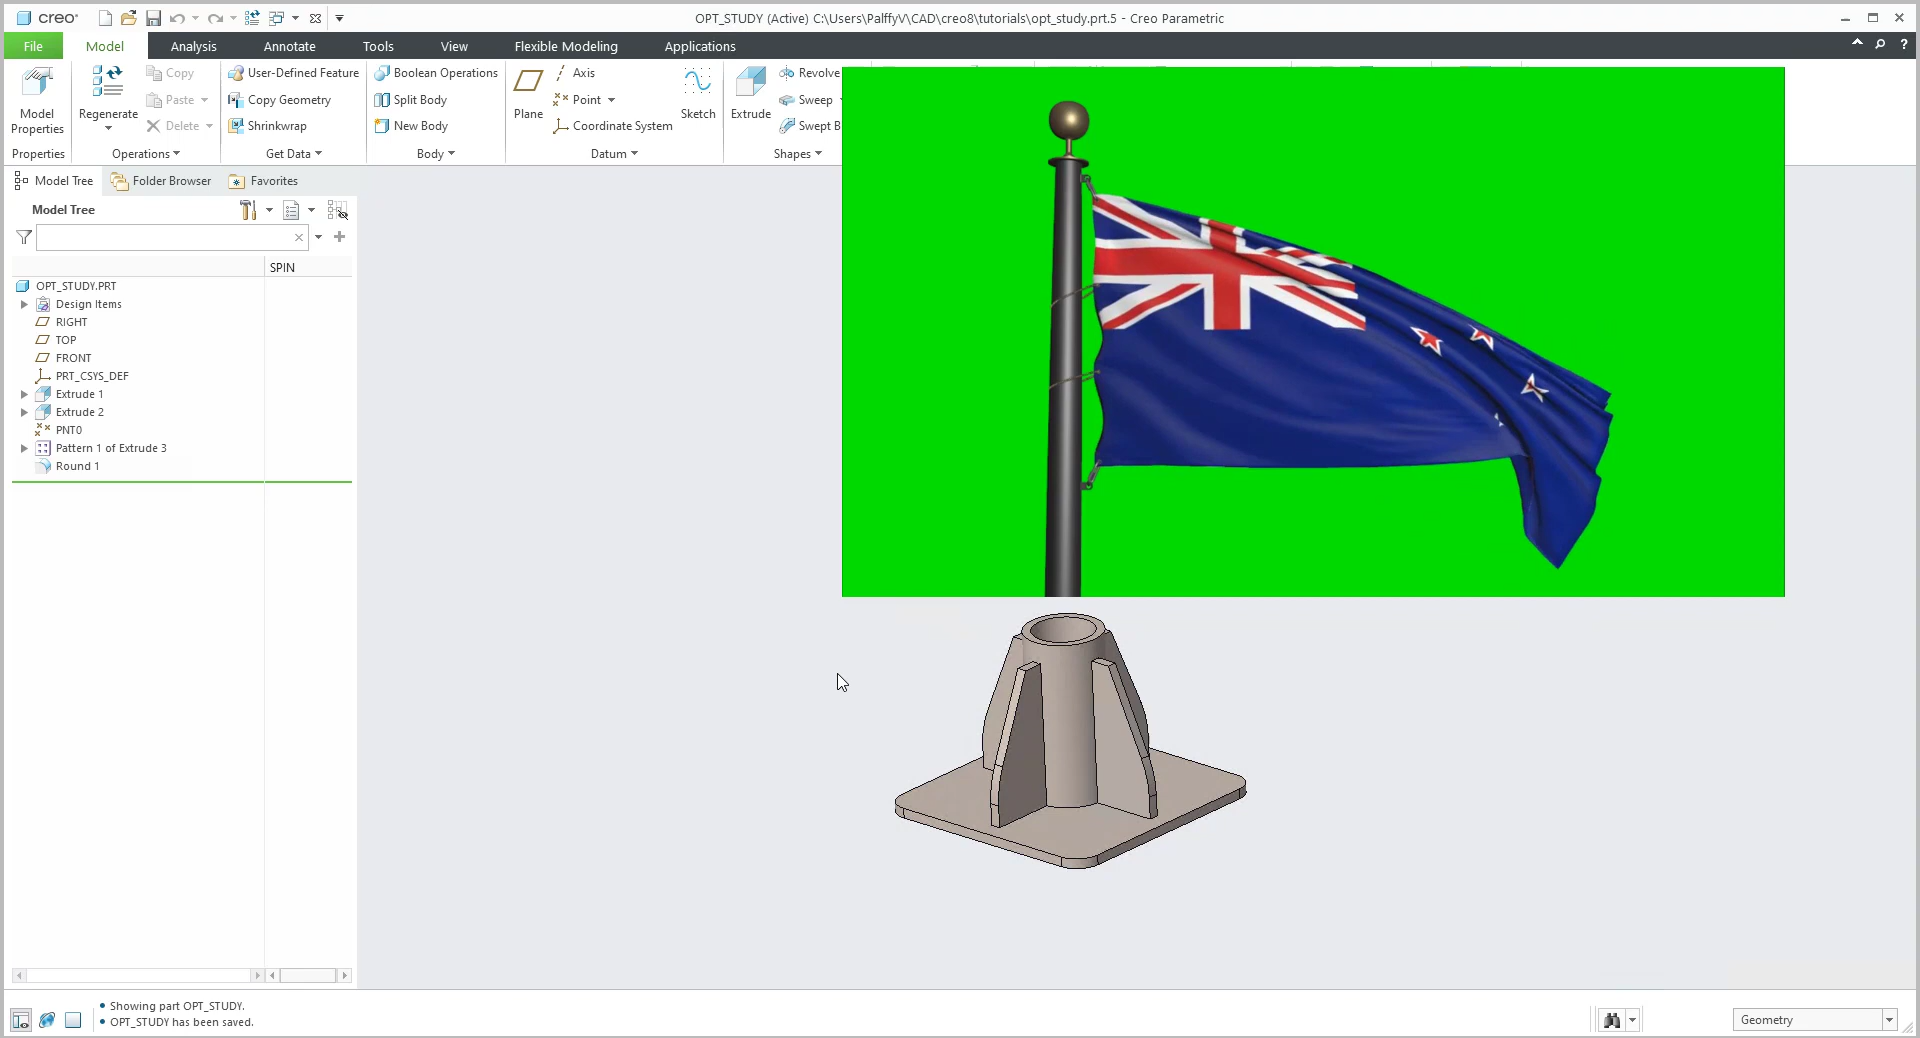 creo
OPT_STUDY (Active) C:\Users\PalffyV\CAD\creo8\tutorials\opt_study.prt.5 - Creo Parametric
File
Model
Analysis
Annotate
Tools
View
Flexible Modeling
Applications
Model Properties
Regenerate
Copy
Paste
Delete
User-Defined Feature
Copy Geometry
Shrinkwrap
Boolean Operations
Split Body
New Body
Plane
Axis
Point
Coordinate System
Sketch
Extrude
Revolve
Sweep
Swept B
Properties
Operations
Get Data
Body
Datum
Shapes
Model Tree
Folder Browser
Favorites
Model Tree
SPIN
OPT_STUDY.PRT
Design Items
RIGHT
TOP
FRONT
PRT_CSYS_DEF
Extrude 1
Extrude 2
PNT0
Pattern 1 of Extrude 3
Round 1
Showing part OPT_STUDY.
OPT_STUDY has been saved.
Geometry